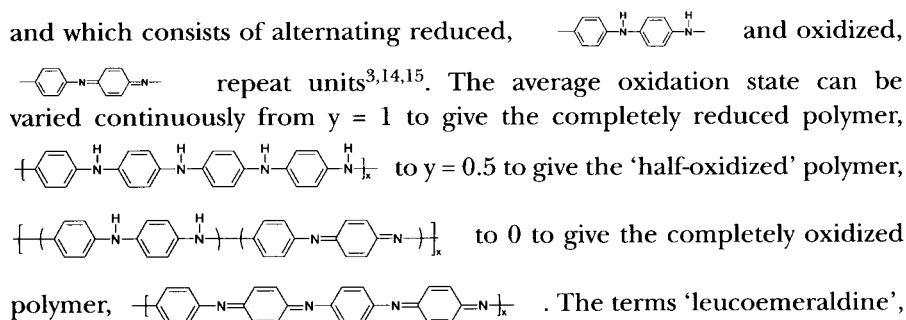 and which consists of alternating reduced, H H N N and oxidized,
N N repeat units3,14,15. The average oxidation state can be
varied continuously from y = 1 to give the completely reduced polymer,
H H H H N N N N x to y = 0.5 to give the ‘half-oxidized’ polymer,
H H N N N N x to 0 to give the completely oxidized
polymer, N N N N x . The terms ‘leucoemeraldine’,